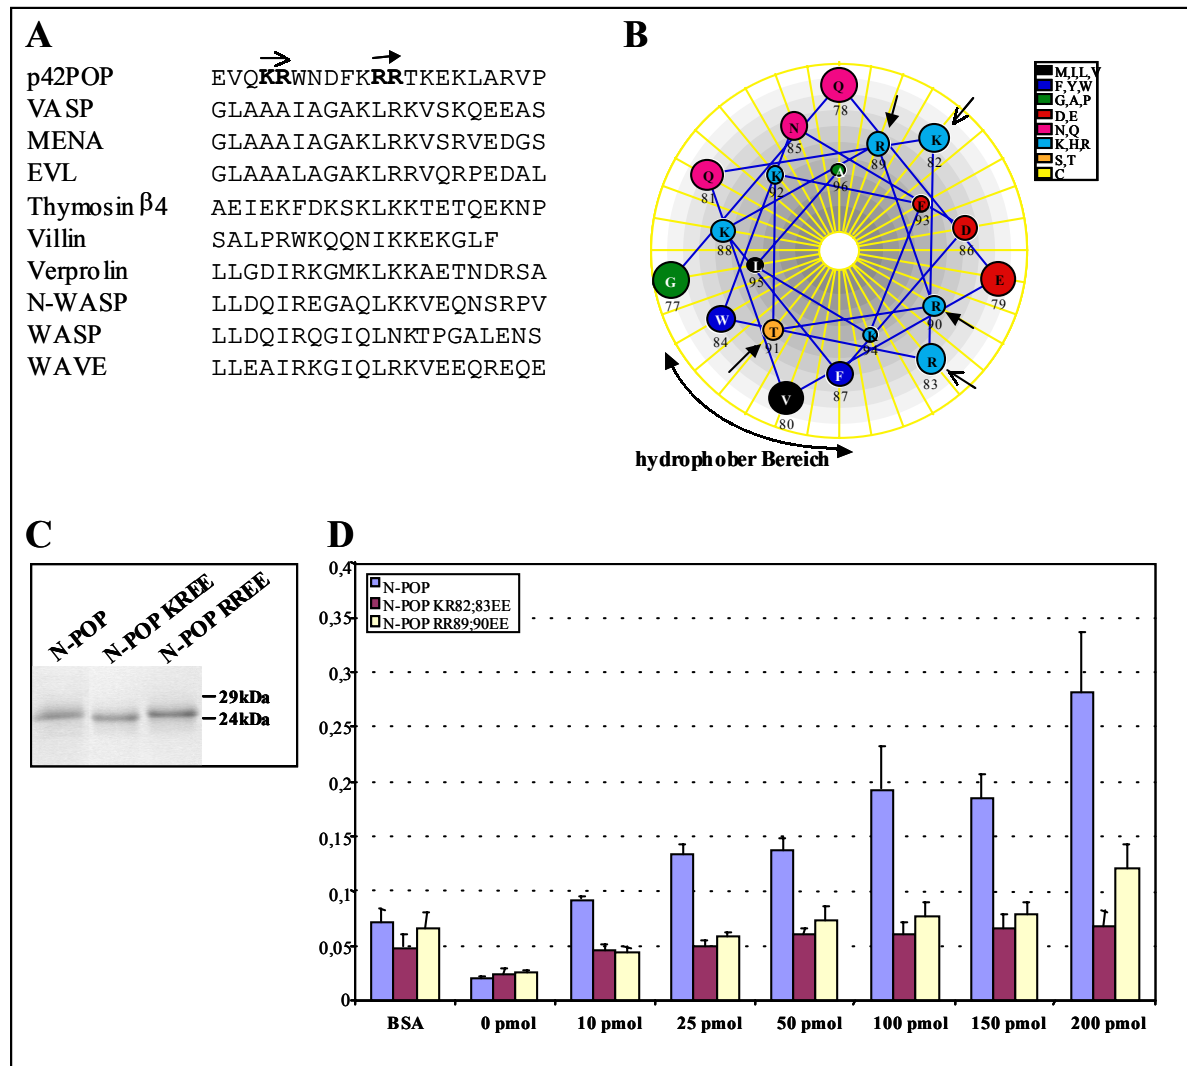 A
p42POP EVQKRWNDFKRRTKEKLARVP
VASP GLAAAIAGAKLRKVSKQEEAS
MENA GLAAAIAGAKLRKVSRVEDGS
EVL GLAAALAGAKLRRVQRPEDAL
Thymosin β4 AEIEKFDKSKLKKTETQEKNP
Villin SALPRWKQQNIKKEKGLF
Verprolin LLGDIRKGMKLKKAETNDRSA
N-WASP LLDQIREGAQLKKVEQNSRPV
WASP LLDQIRQGIQLNKTPGALENS
WAVE LLEAIRKGIQLRKVEEQREQE
B
Q
78
N
85
R
89
K
82
Q
81
K
92
A
96
E
93
K
88
D
86
G
77
95
E
79
W
84
T
91
K
94
R
90
F
87
R
83
V
80
hydrophober Bereich
M,I,L,V
F,Y,W
G,A,P
D,E
N,Q
K,H,R
S,T
C
C
N-POP
N-POP KREE
N-POP RREE
29kDa
24kDa
D
0,4
0,35
0,3
0,25
0,2
0,15
0,1
0,05
0
N-POP
N-POP KR82;83EE
N-POP RR89;90EE
BSA 0 pmol 10 pmol 25 pmol 50 pmol 100 pmol 150 pmol 200 pmol